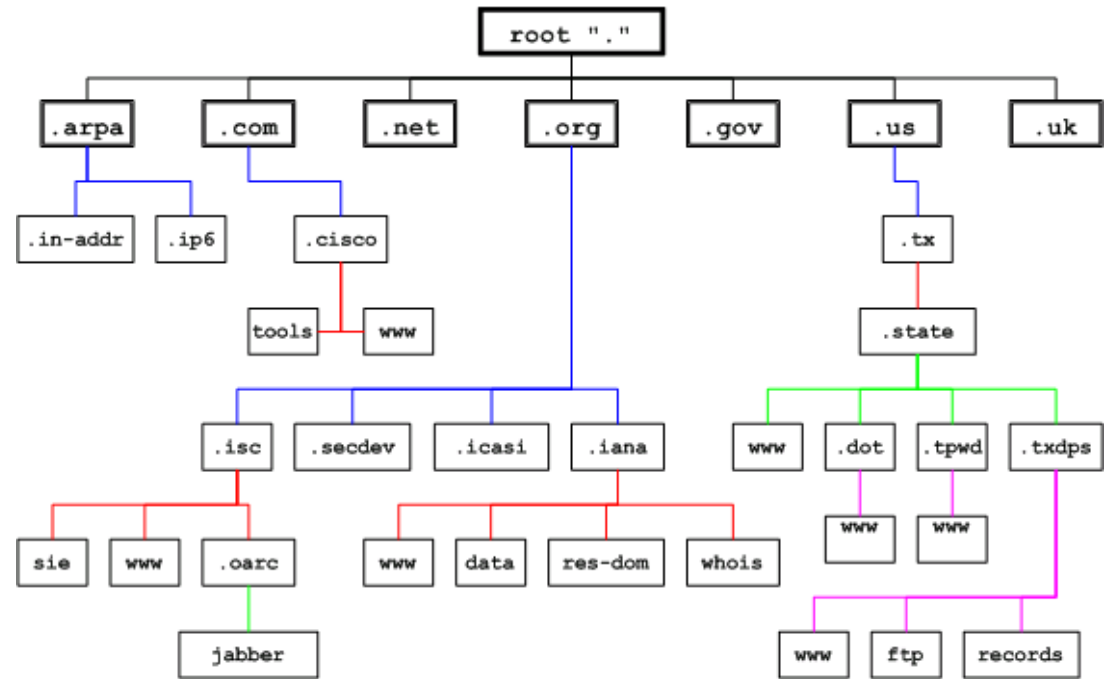 root "."
.arpa
.com
.net
.org
.gov
.us
.uk
.in-addr
.ip6
.cisco
.tx
tools
www
.state
.isc
.secdev
.icasi
.iana
www
.dot
.tpwd
.txdps
www
www
sie
www
.oarc
www
data
res-dom
whois
jabber
www
ftp
records